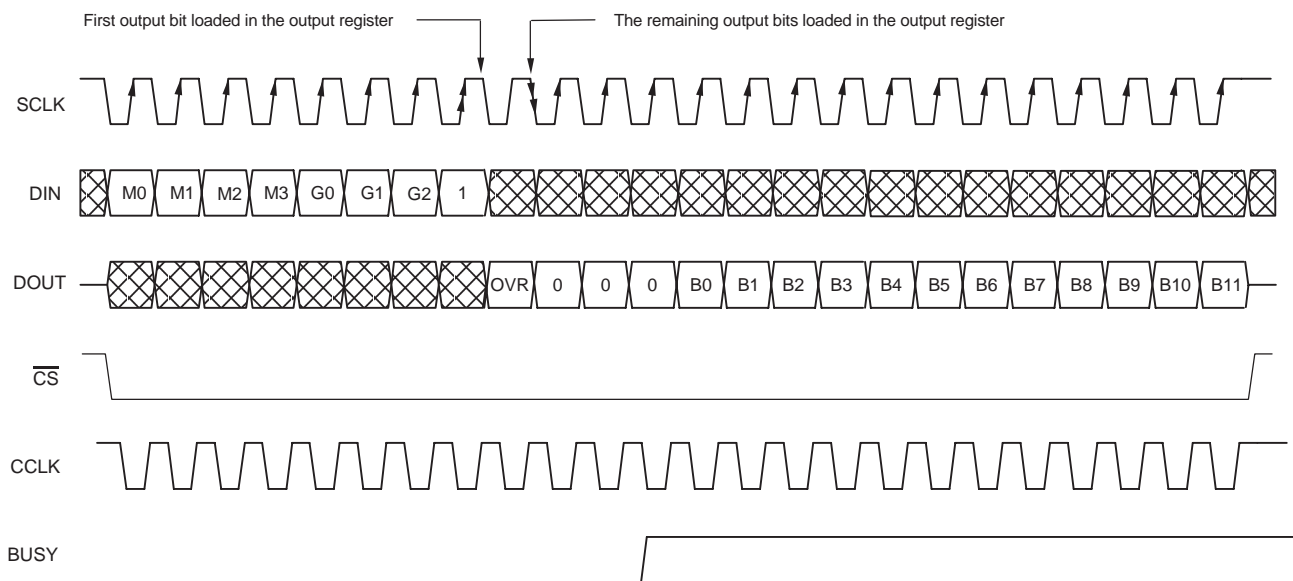 First output bit loaded in the output register The remaining output bits loaded in the output register
SCLK
DIN M0 M1 M2 M3 G0 G1 G2 1
DOUT OVR 0 0 0 B0 B1 B2 B3 B4 B5 B6 B7 B8 B9 B10 B11
CS
CCLK
BUSY